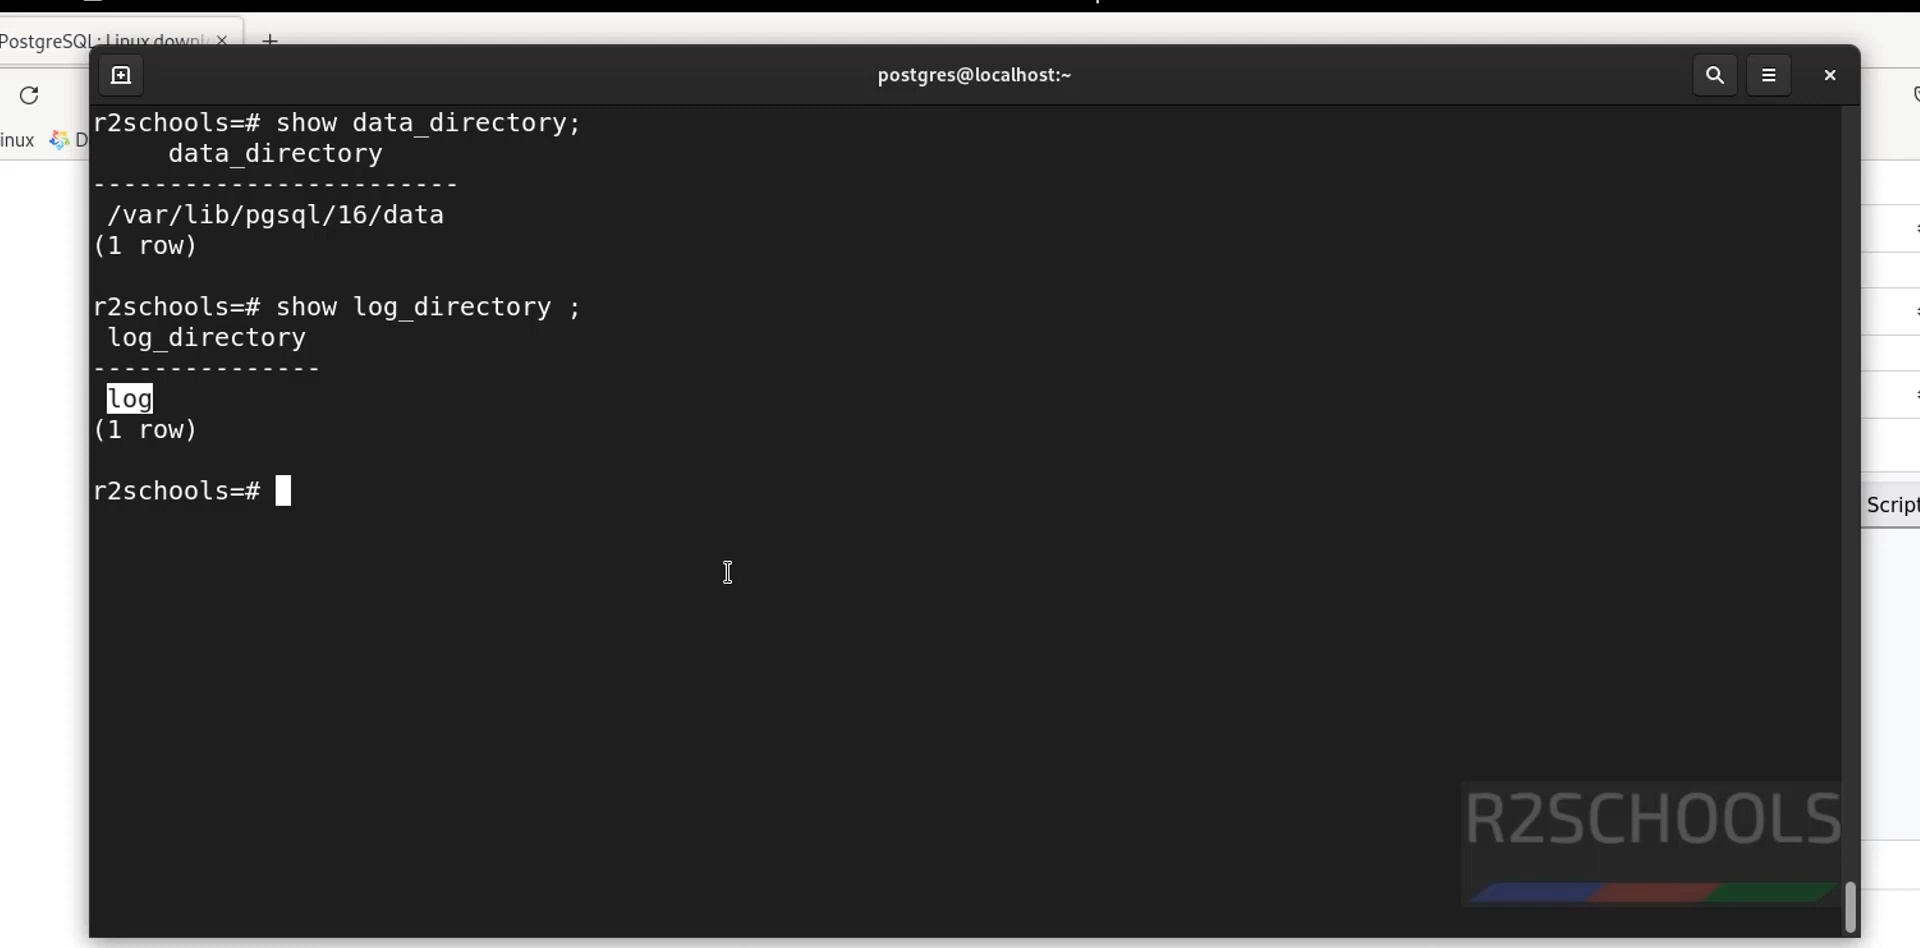 PostgreSQL: Linux downl
postgres@localhost:~
inux
D
r2schools=# show data_directory;
data_directory
------------------------
/var/lib/pgsql/16/data
(1 row)
r2schools=# show log_directory ;
log_directory
---------------
log
(1 row)
r2schools=#
Script
R2SCHOOLS